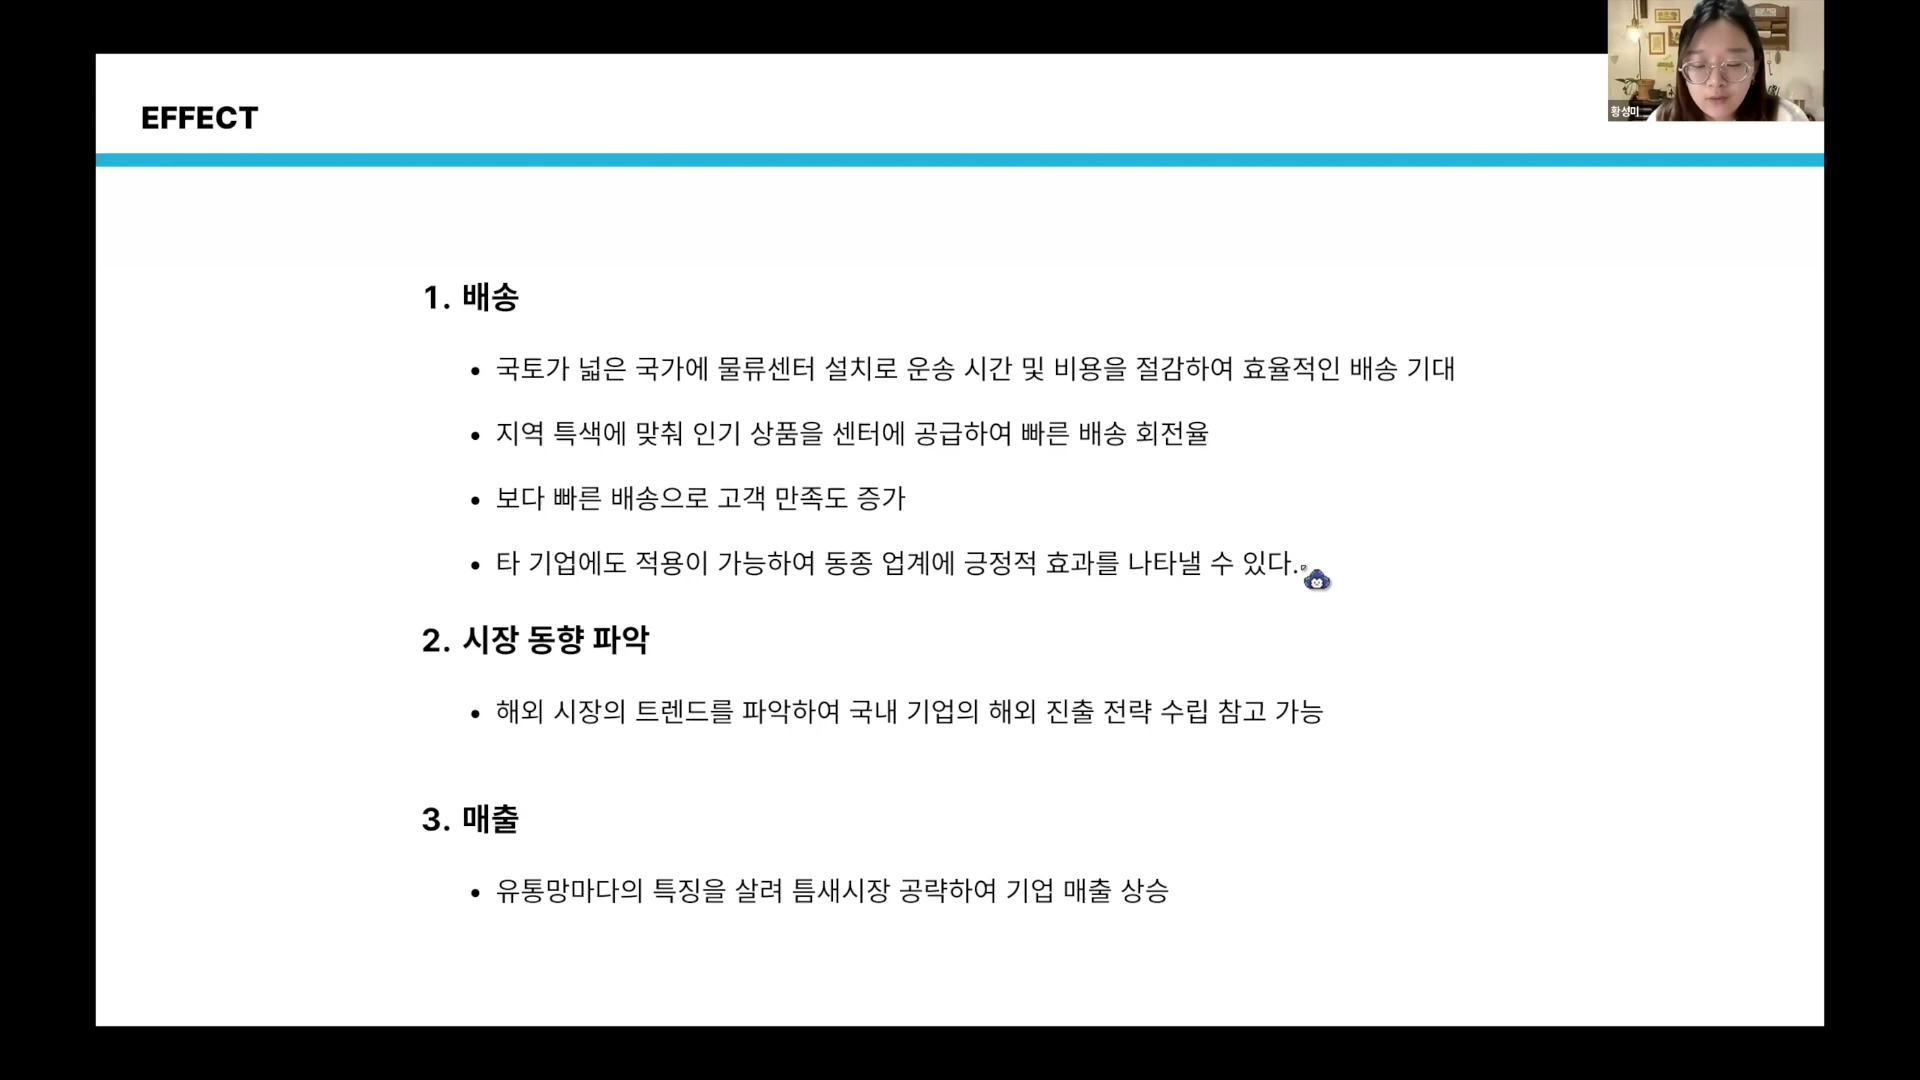 황성미
EFFECT
1. 배송
• 국토가 넓은 국가에 물류센터 설치로 운송 시간 및 비용을 절감하여 효율적인 배송 기대
• 지역 특색에 맞춰 인기 상품을 센터에 공급하여 빠른 배송 회전율
• 보다 빠른 배송으로 고객 만족도 증가
• 타 기업에도 적용이 가능하여 동종 업계에 긍정적 효과를 나타낼 수 있다.
2. 시장 동향 파악
• 해외 시장의 트렌드를 파악하여 국내 기업의 해외 진출 전략 수립 참고 가능
3. 매출
• 유통망마다의 특징을 살려 틈새시장 공략하여 기업 매출 상승